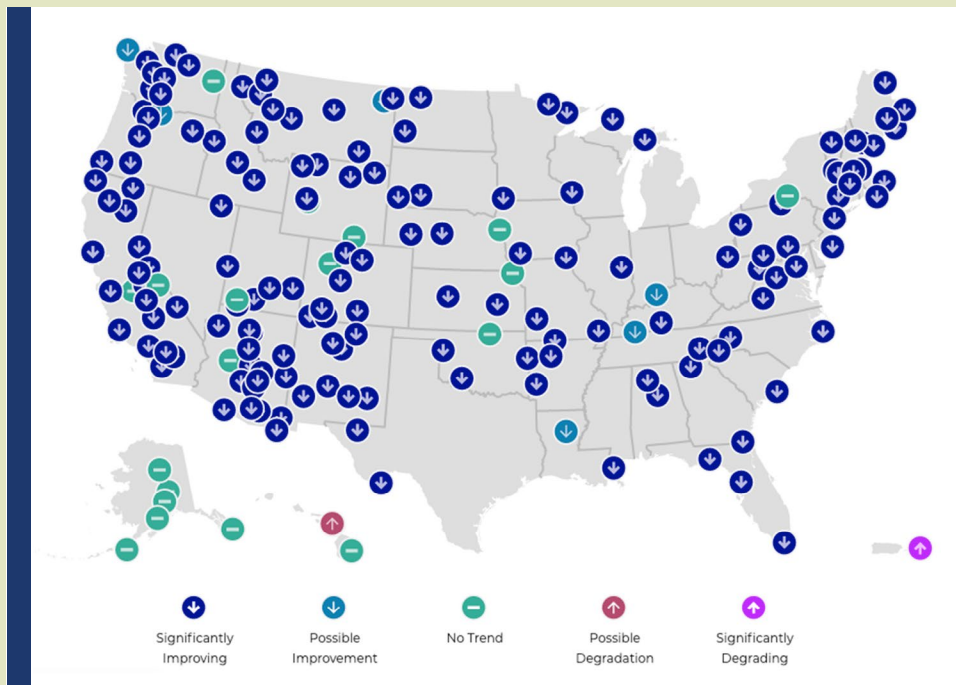 Significantly
Improving
Possible
Improvement
No Trend
Possible
Degradation
Significantly
Degrading